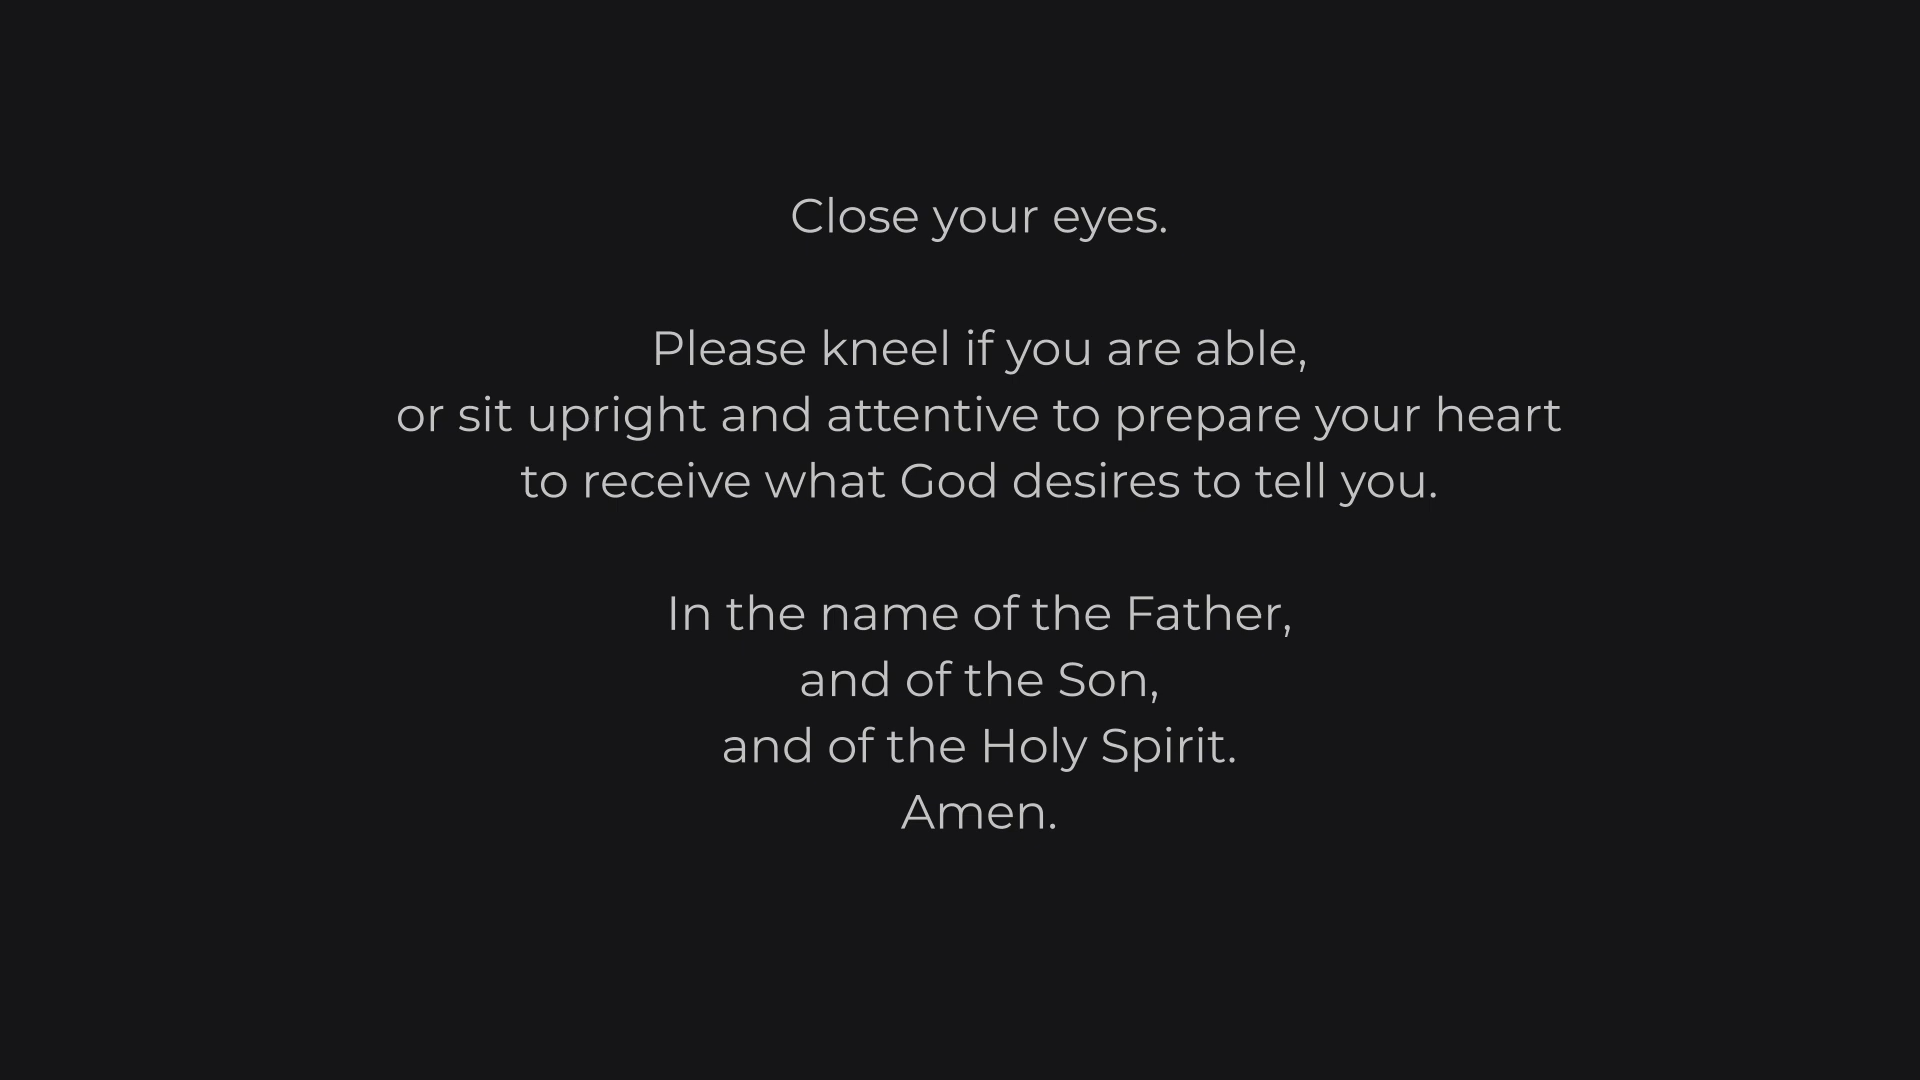 Close your eyes.
Please kneel if you are able,
or sit upright and attentive to prepare your heart
to receive what God desires to tell you.
In the name of the Father,
and of the Son,
and of the Holy Spirit.
Amen.